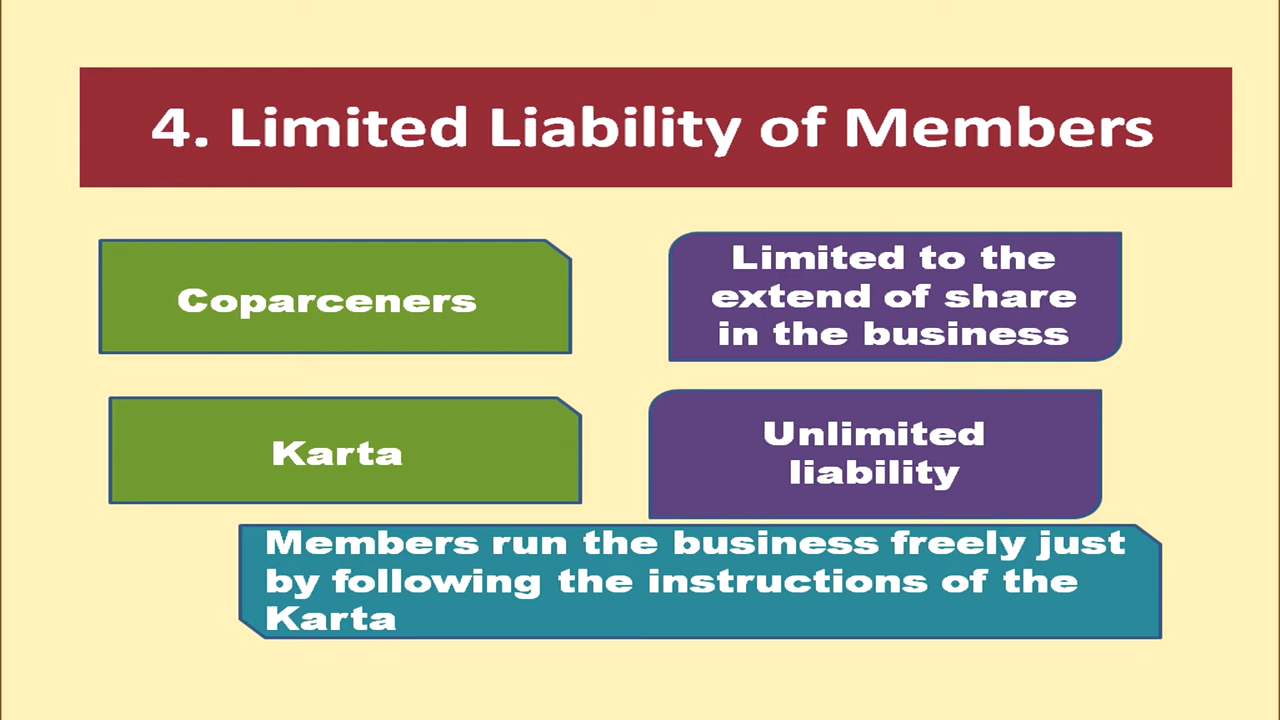 4. Limited Liability of Members
Coparceners
Limited to the
extend of share
in the business
Karta
Unlimited
liability
Members run the business freely just
by following the instructions of the
Karta